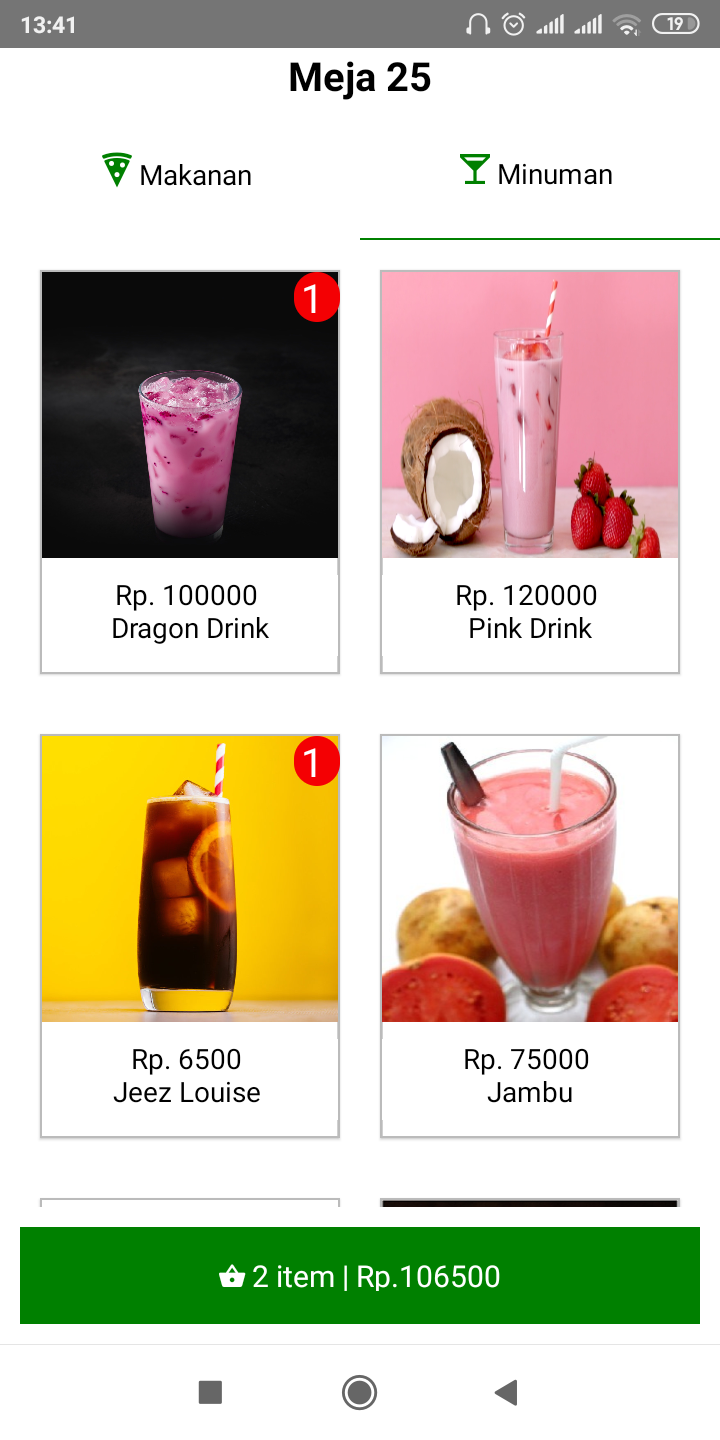 13:41
19
Meja 25
Makanan
Minuman
1
Rp. 100000
Dragon Drink
Rp. 120000
Pink Drink
1
Rp. 6500
Jeez Louise
Rp. 75000
Jambu
2 item | Rp.106500